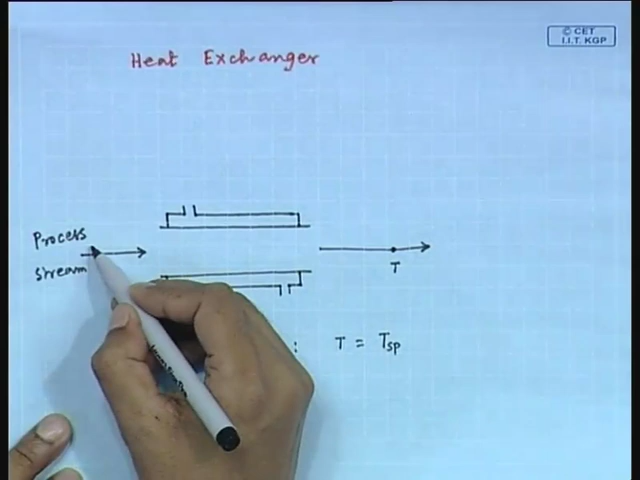 © CET
I.I.T. KGP
Heat Exchanger
Process
Stream
T
: T = Tsp